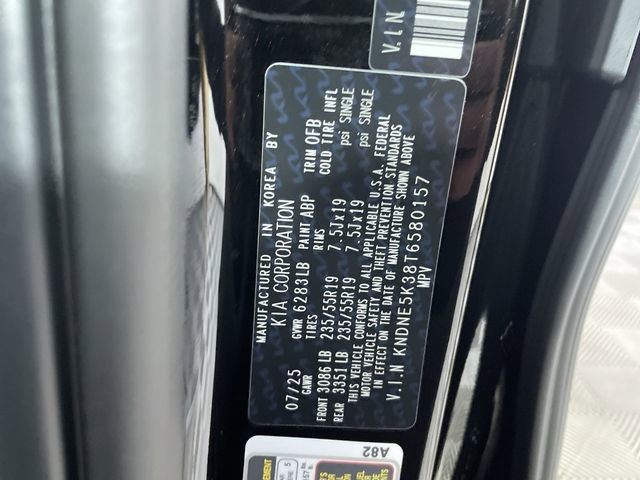 V.I.N
MANUFACTURED IN KOREA BY
KIA CORPORATION
07/25 GVWR 6283LB PAINT ABP TRIM OFB
GAWR TIRES RIMS COLD TIRE INFL
FRONT 3086 LB 235/55R19 7.5Jx19 psi SINGLE
REAR 3351 LB 235/55R19 7.5Jx19 psi SINGLE
THIS VEHICLE CONFORMS TO ALL APPLICABLE U.S.A. FEDERAL
MOTOR VEHICLE SAFETY AND THEFT PREVENTION STANDARDS
IN EFFECT ON THE DATE OF MANUFACTURE SHOWN ABOVE
V.I.N KNDNE5K38T6580157
MPV
A82